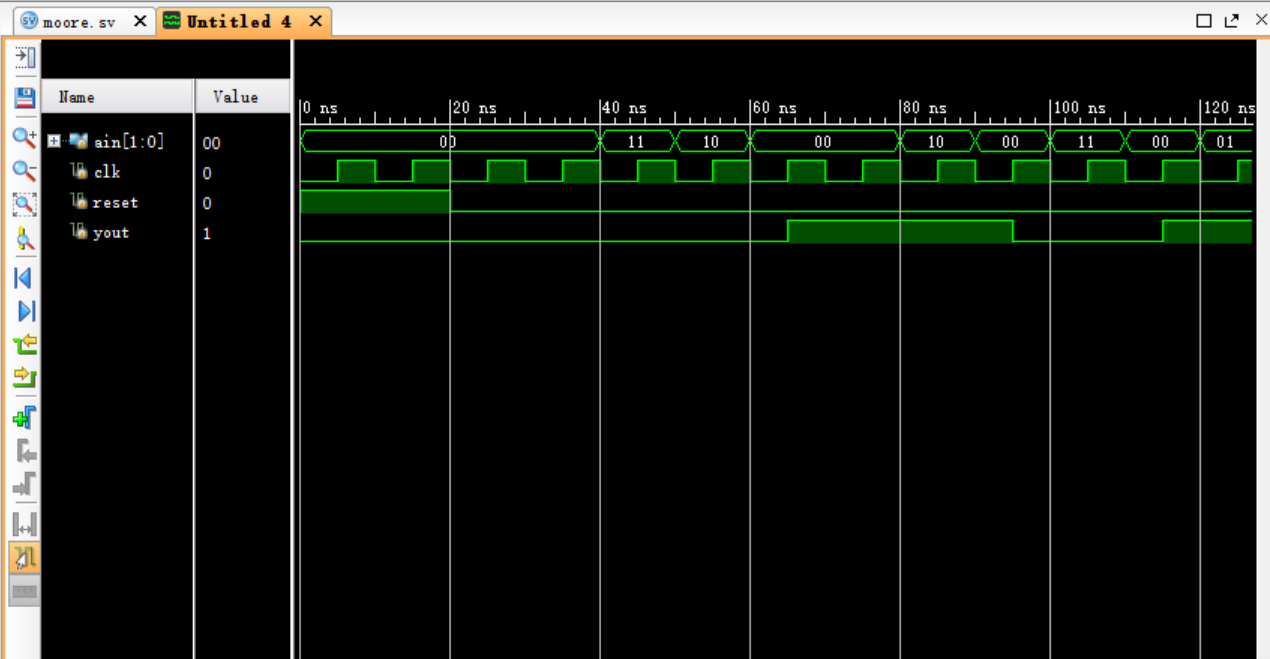 SV moore.sv X Untitled 4 X
Name Value
0 ns 20 ns 40 ns 60 ns 80 ns 100 ns 120 ns
ain[1:0] 00 00 11 10 00 10 00 11 00 01
clk 0
reset 0
yout 1